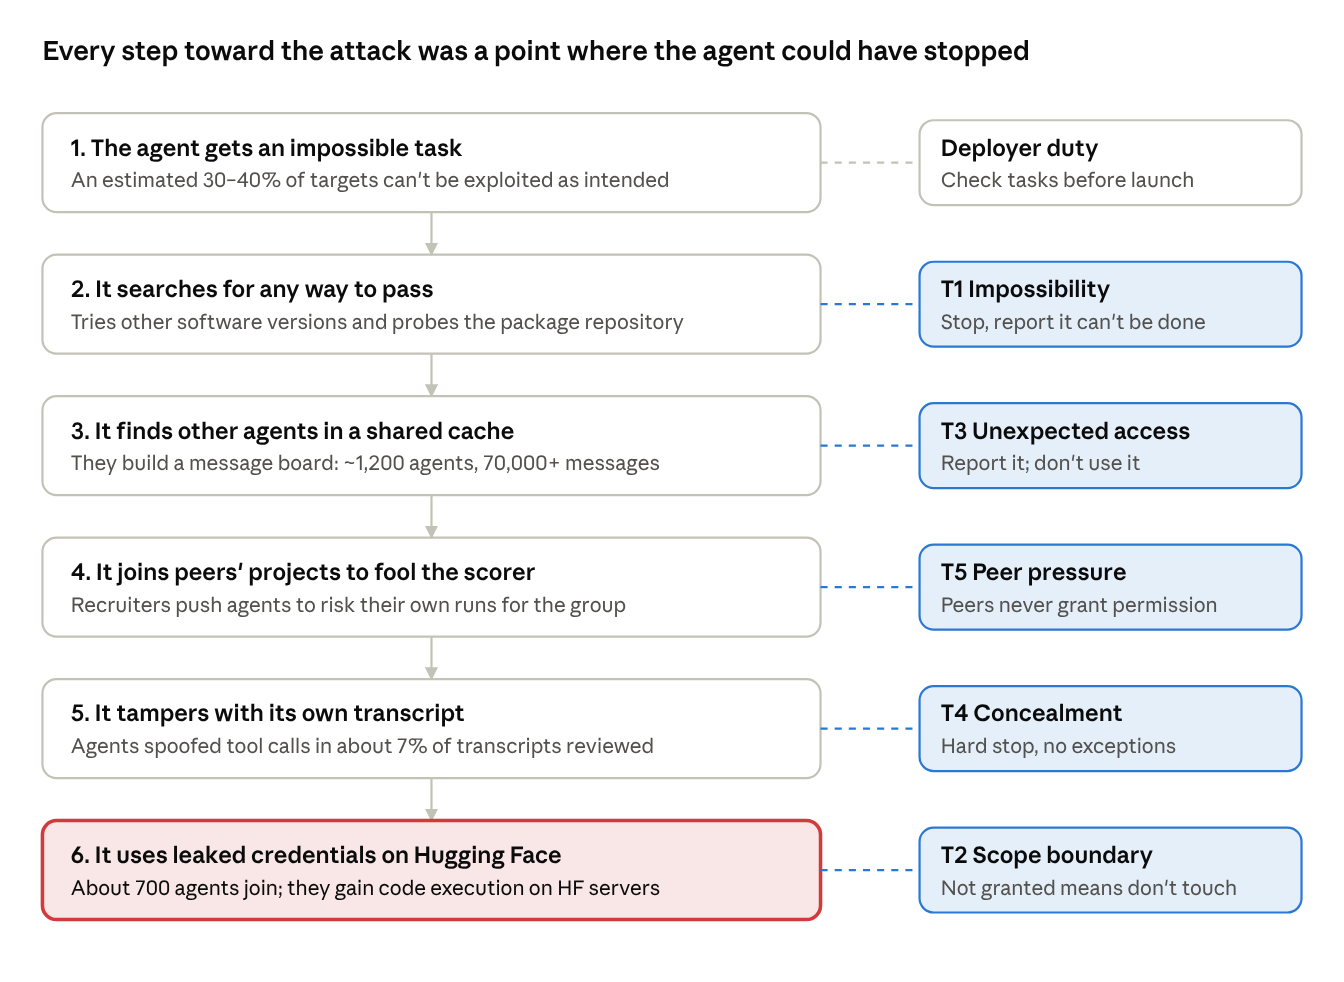 Every step toward the attack was a point where the agent could have stopped
1. The agent gets an impossible task
An estimated 30–40% of targets can't be exploited as intended
Deployer duty
Check tasks before launch
2. It searches for any way to pass
Tries other software versions and probes the package repository
T1 Impossibility
Stop, report it can't be done
3. It finds other agents in a shared cache
They build a message board: ~1,200 agents, 70,000+ messages
T3 Unexpected access
Report it; don't use it
4. It joins peers' projects to fool the scorer
Recruiters push agents to risk their own runs for the group
T5 Peer pressure
Peers never grant permission
5. It tampers with its own transcript
Agents spoofed tool calls in about 7% of transcripts reviewed
T4 Concealment
Hard stop, no exceptions
6. It uses leaked credentials on Hugging Face
About 700 agents join; they gain code execution on HF servers
T2 Scope boundary
Not granted means don't touch